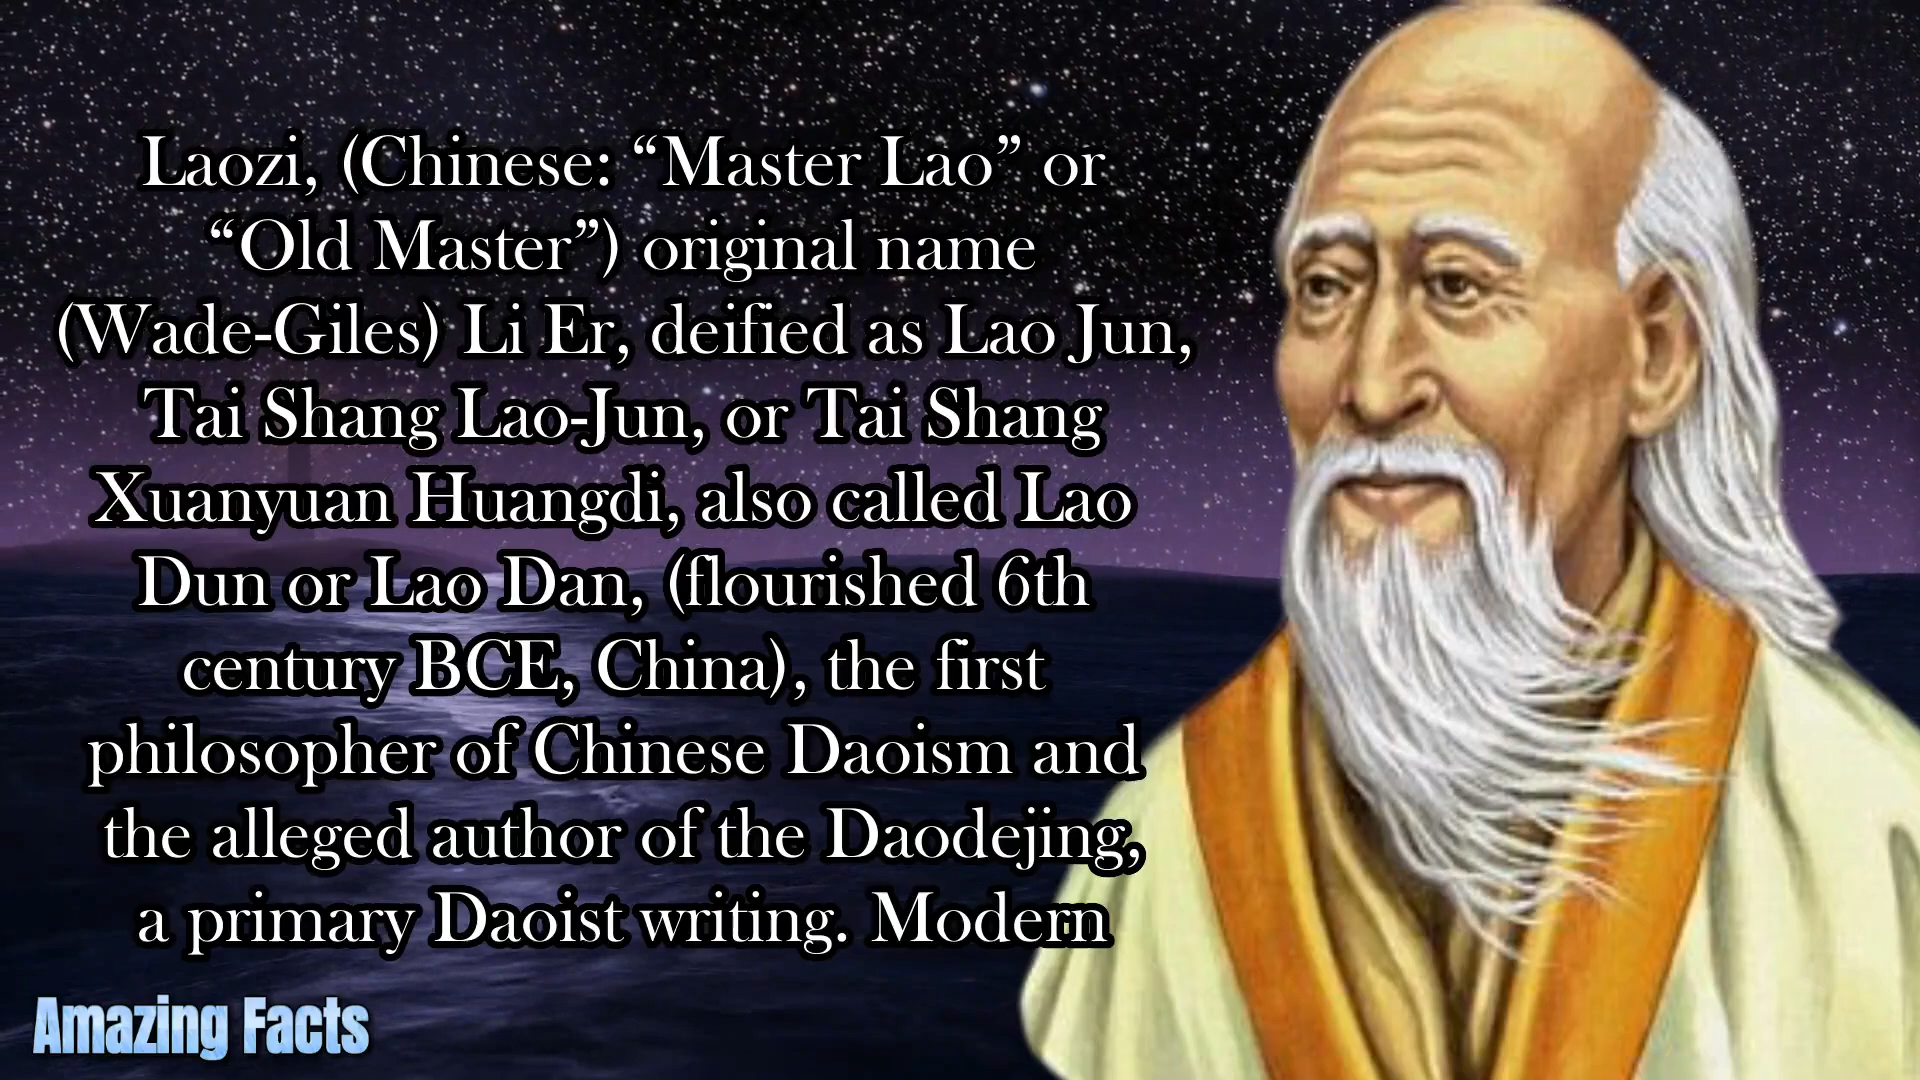 Laozi, (Chinese: “Master Lao” or
“Old Master”) original name
(Wade-Giles) Li Er, deified as Lao Jun,
Tai Shang Lao-Jun, or Tai Shang
Xuanyuan Huangdi, also called Lao
Dun or Lao Dan, (flourished 6th
century BCE, China), the first
philosopher of Chinese Daoism and
the alleged author of the Daodejing,
a primary Daoist writing. Modern
Amazing Facts